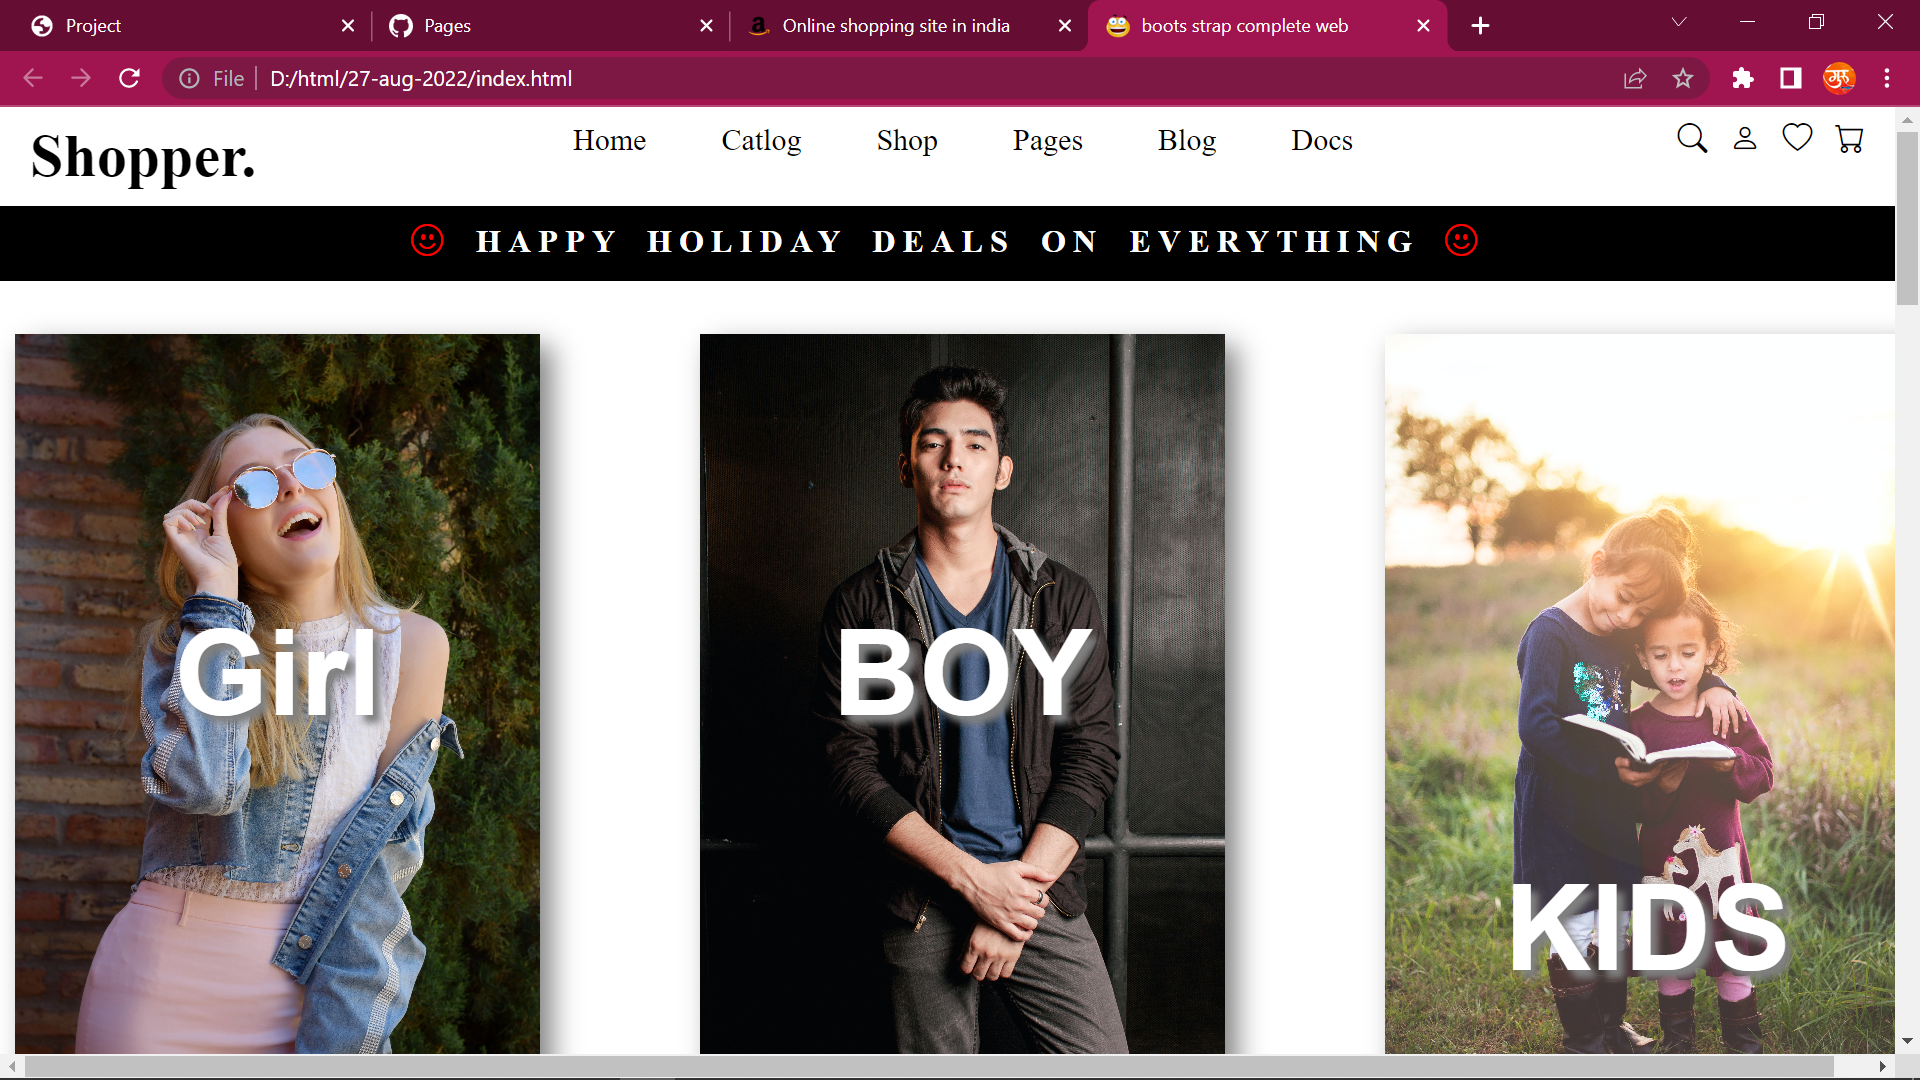 Project
Pages
Online shopping site in india
boots strap complete web
File D:/html/27-aug-2022/index.html
गुरू
Shopper.
Home Catlog Shop Pages Blog Docs
HAPPY HOLIDAY DEALS ON EVERYTHING
Girl
BOY
KIDS